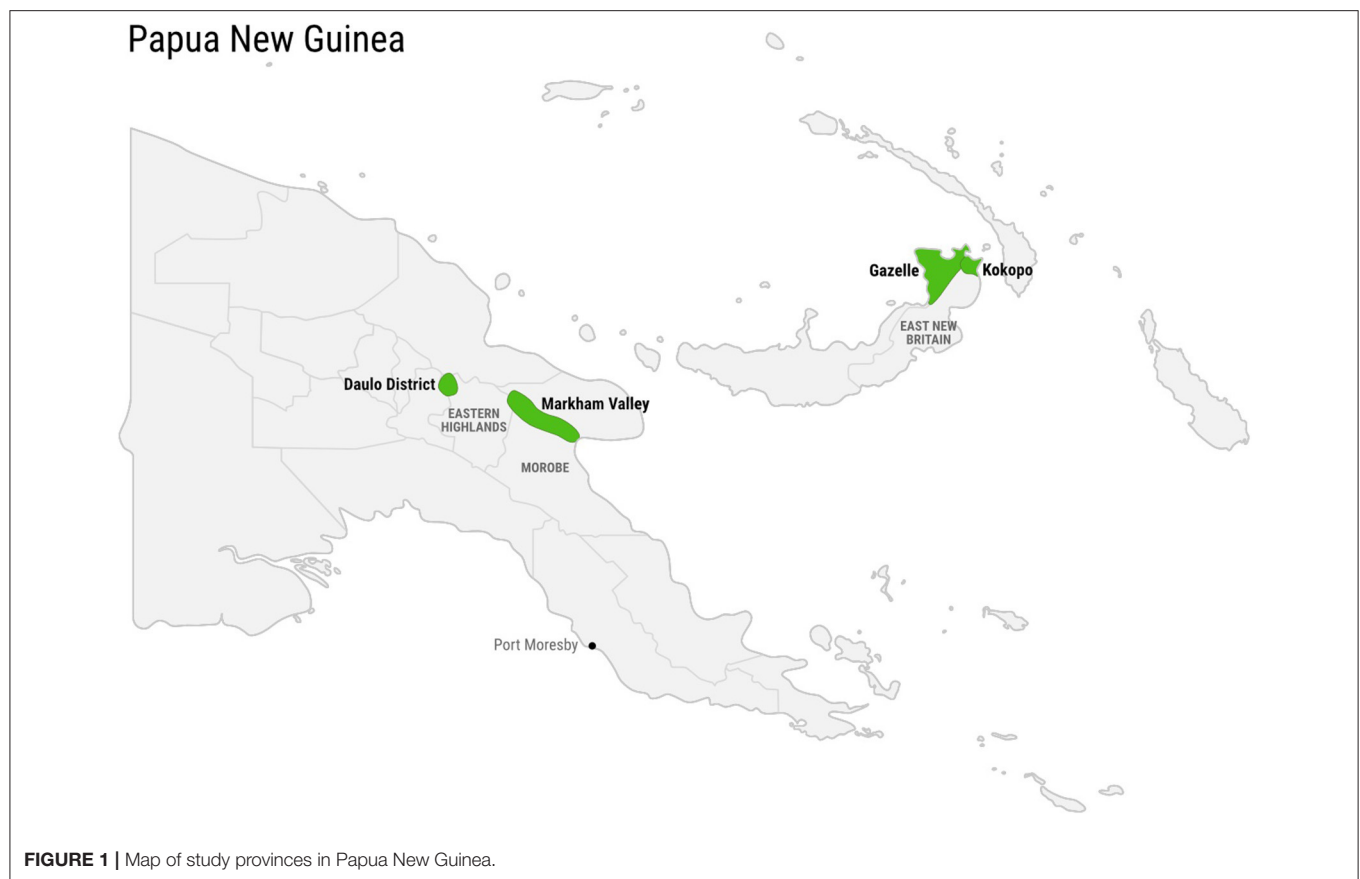 Papua New Guinea
Gazelle
Kokopo
EAST NEW
BRITAIN
Daulo District
Markham Valley
EASTERN
HIGHLANDS
MOROBE
Port Moresby
FIGURE 1 | Map of study provinces in Papua New Guinea.